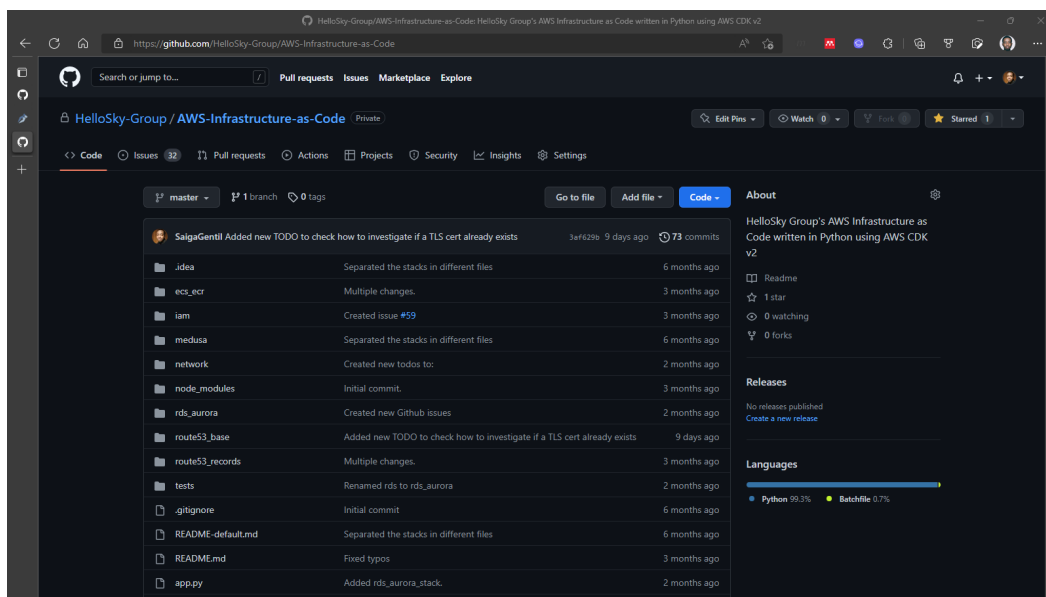 HelloSky-Group/AWS-Infrastructure-as-Code: HelloSky Group's AWS Infrastructure as Code written in Python using AWS CDK v2
https://github.com/HelloSky-Group/AWS-Infrastructure-as-Code
Search or jump to... / Pull requests Issues Marketplace Explore
HelloSky-Group / AWS-Infrastructure-as-Code Private Edit Pins Watch 0 Fork 0 Starred 1
Code Issues 32 Pull requests Actions Projects Security Insights Settings
master 1 branch 0 tags Go to file Add file Code
SaigaGentil Added new TODO to check how to investigate if a TLS cert already exists 3af629b 9 days ago 73 commits
.idea Separated the stacks in different files 6 months ago
ecs_ecr Multiple changes. 3 months ago
iam Created issue #59 3 months ago
medusa Separated the stacks in different files 6 months ago
network Created new todos to: 2 months ago
node_modules Initial commit. 3 months ago
rds_aurora Created new Github issues 2 months ago
route53_base Added new TODO to check how to investigate if a TLS cert already exists 9 days ago
route53_records Multiple changes. 3 months ago
tests Renamed rds to rds_aurora 2 months ago
.gitignore Initial commit 6 months ago
README-default.md Separated the stacks in different files 6 months ago
README.md Fixed typos 3 months ago
app.py Added rds_aurora_stack. 2 months ago
About
HelloSky Group's AWS Infrastructure as
Code written in Python using AWS CDK
v2
Readme
1 star
0 watching
0 forks
Releases
No releases published
Create a new release
Languages
Python 99.3% Batchfile 0.7%